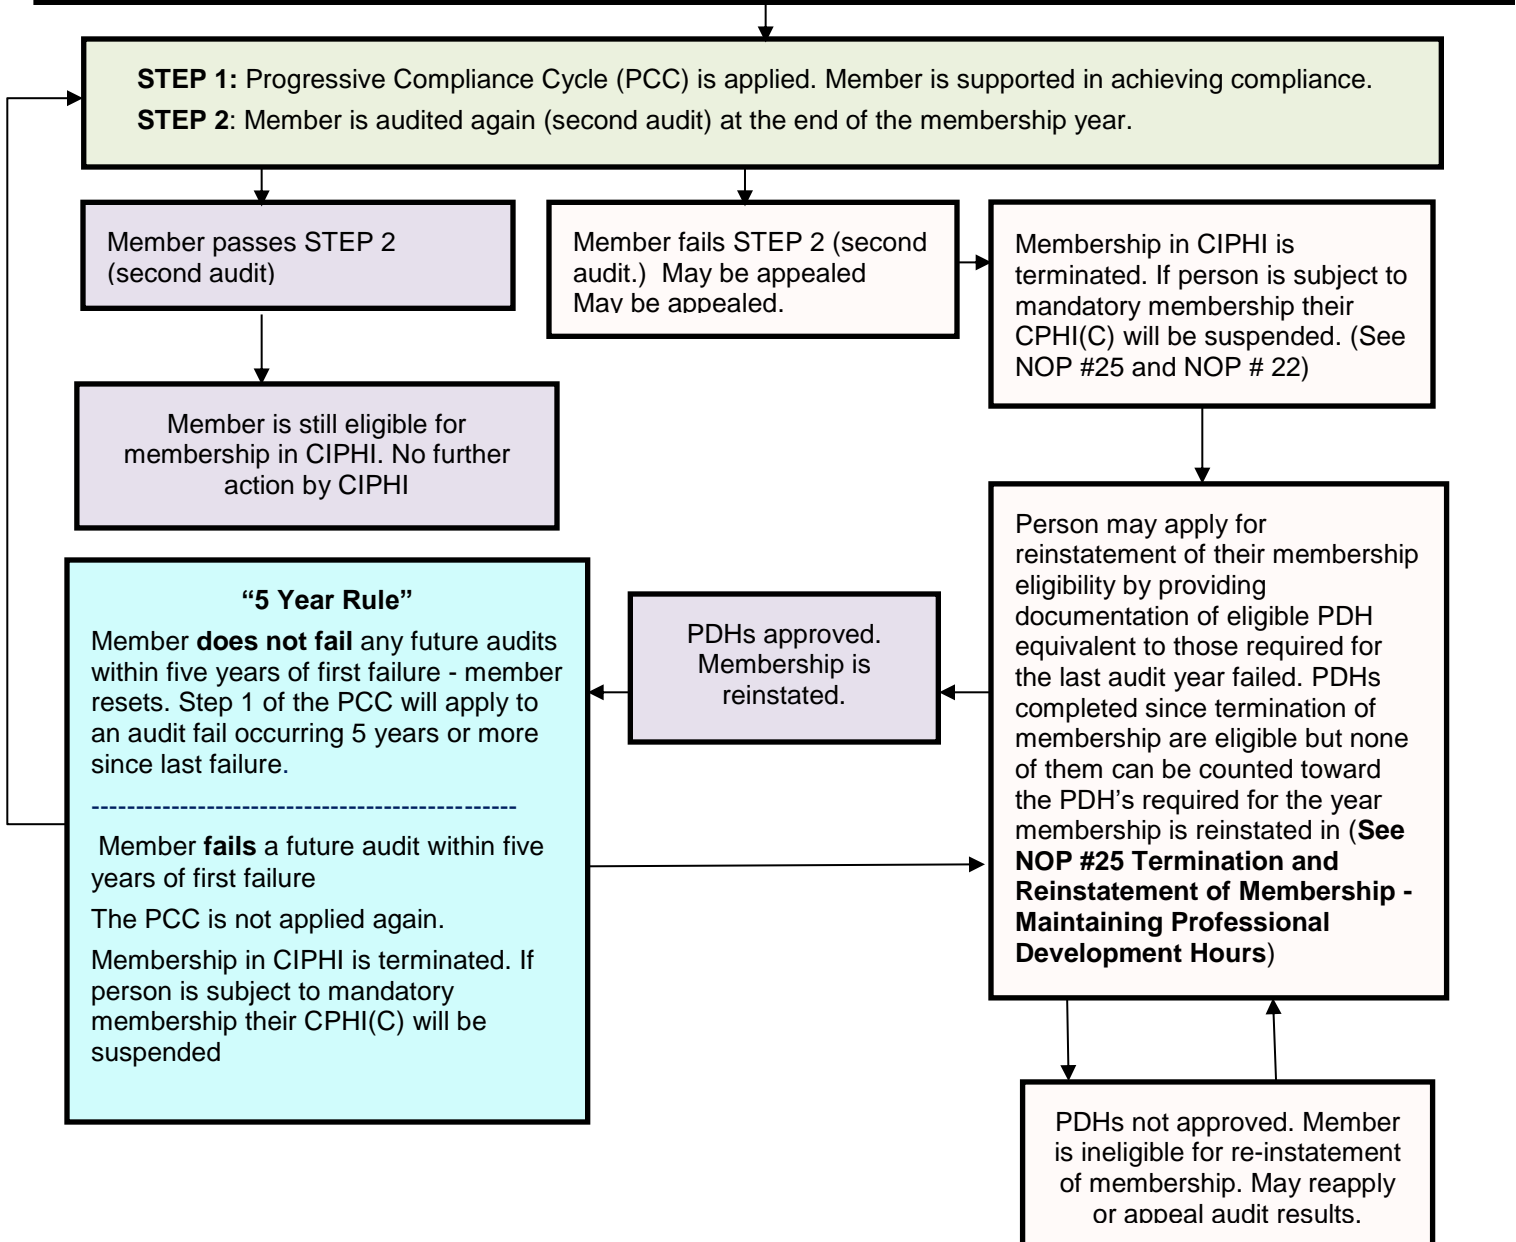 STEP 1: Progressive Compliance Cycle (PCC) is applied. Member is supported in achieving compliance.
STEP 2: Member is audited again (second audit) at the end of the membership year.
Member passes STEP 2
(second audit)
Member fails STEP 2 (second
audit.)  May be appealed
May be appealed.
Membership in CIPHI is
terminated. If person is subject to
mandatory membership their
CPHI(C) will be suspended. (See
NOP #25 and NOP # 22)
Member is still eligible for
membership in CIPHI. No further
action by CIPHI
Person may apply for
reinstatement of their membership
eligibility by providing
documentation of eligible PDH
equivalent to those required for
the last audit year failed. PDHs
completed since termination of
membership are eligible but none
of them can be counted toward
the PDH’s required for the year
membership is reinstated in (See
NOP #25 Termination and
Reinstatement of Membership -
Maintaining Professional
Development Hours)
PDHs approved.
Membership is
reinstated.
“5 Year Rule”
Member does not fail any future audits
within five years of first failure - member
resets. Step 1 of the PCC will apply to
an audit fail occurring 5 years or more
since last failure.
-----------------------------------------------
Member fails a future audit within five
years of first failure
The PCC is not applied again.
Membership in CIPHI is terminated. If
person is subject to mandatory
membership their CPHI(C) will be
suspended
PDHs not approved. Member
is ineligible for re-instatement
of membership. May reapply
or appeal audit results.